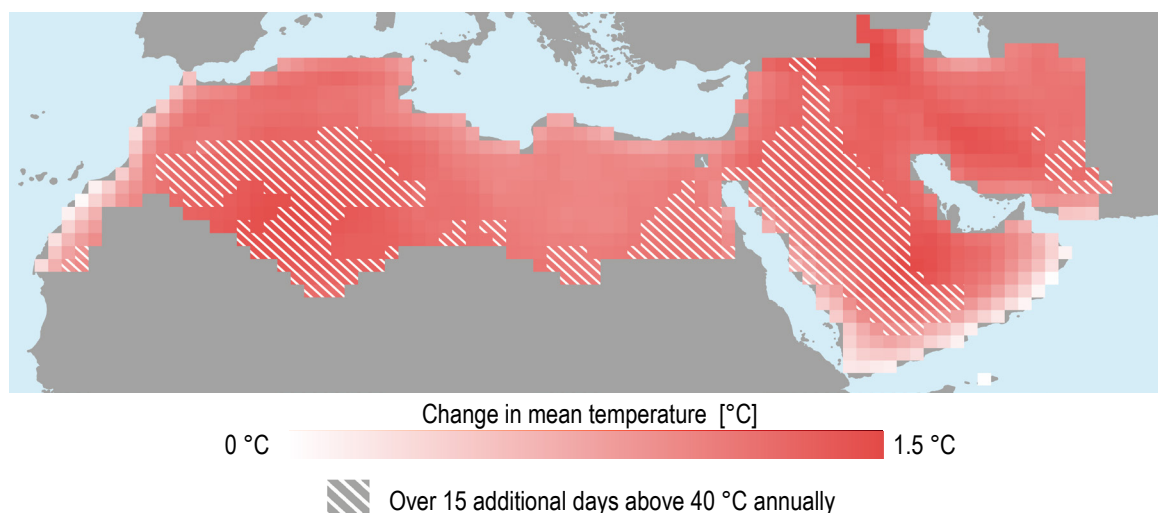 Change in mean temperature [°C]
0 °C 1.5 °C
Over 15 additional days above 40 °C annually